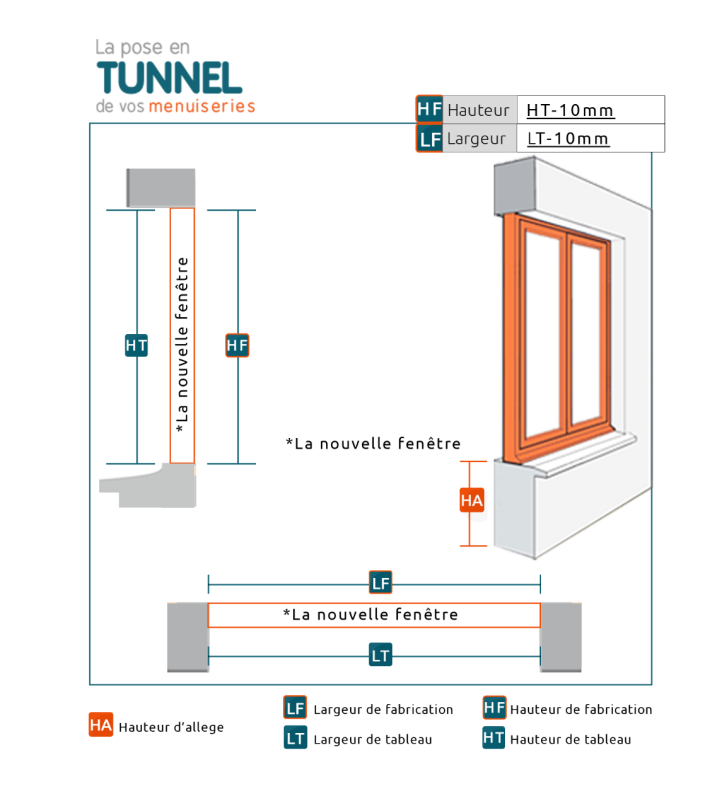 La pose en
TUNNEL
de vos menuiseries
HF Hauteur HT-10mm
LF Largeur LT-10mm
HT
*La nouvelle fenêtre
HF
*La nouvelle fenêtre
HA
LF
*La nouvelle fenêtre
LT
HA Hauteur d'allege
LF Largeur de fabrication
LT Largeur de tableau
HF Hauteur de fabrication
HT Hauteur de tableau